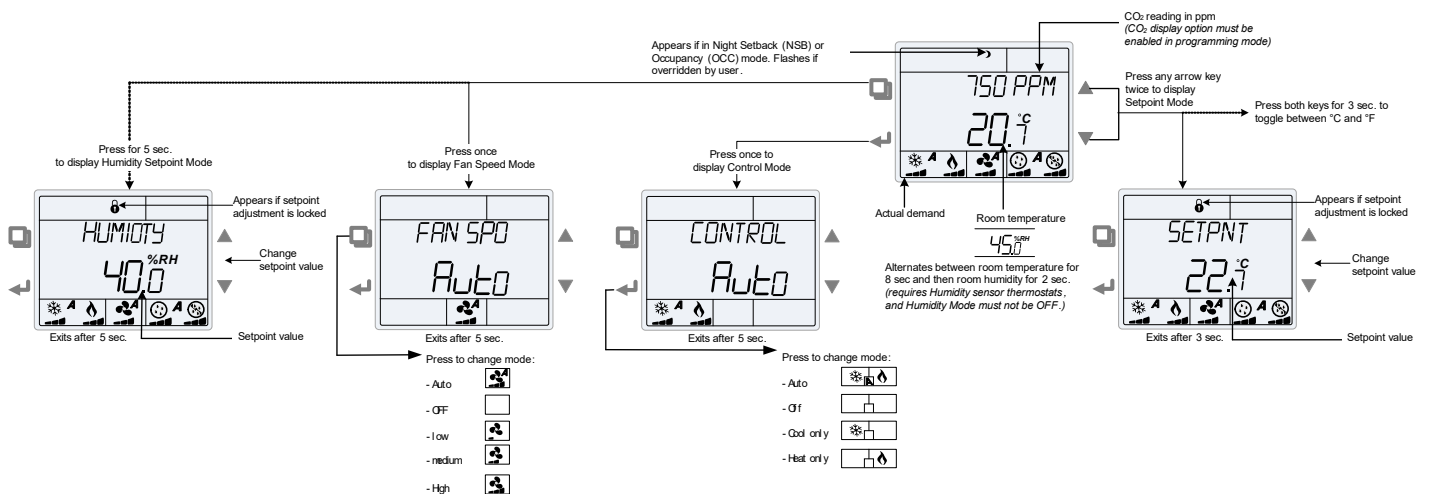 CO₂ reading in ppm
(CO₂ display option must be
enabled in programming mode)
Appears if in Night Setback (NSB) or
Occupancy (OCC) mode. Flashes if
overridden by user.
750 PPM
20.1 °C
A
A
Press any arrow key
twice to display
Setpoint Mode
Press both keys for 3 sec. to
toggle between °C and °F
Press for 5 sec.
to display Humidity Setpoint Mode
Press once
to display Fan Speed Mode
Press once to
display Control Mode
Actual demand
Room temperature
45.0 %RH
Alternates between room temperature for
8 sec and then room humidity for 2 sec.
(requires Humidity sensor thermostats,
and Humidity Mode must not be OFF.)
Appears if setpoint
adjustment is locked
HUMIDTY
40.0 %RH
A
A
Change
setpoint value
Exits after 5 sec.
Setpoint value
FAN SPD
Auto
A
Exits after 5 sec.
Press to change mode:
- Auto
A
- OFF
- low
- medium
- High
CONTROL
Auto
A
Exits after 5 sec.
Press to change mode:
- Auto
A
- Off
- Cool only
- Heat only
Appears if setpoint
adjustment is locked
SETPNT
22.1 °C
A
A
Change
setpoint value
Exits after 3 sec.
Setpoint value